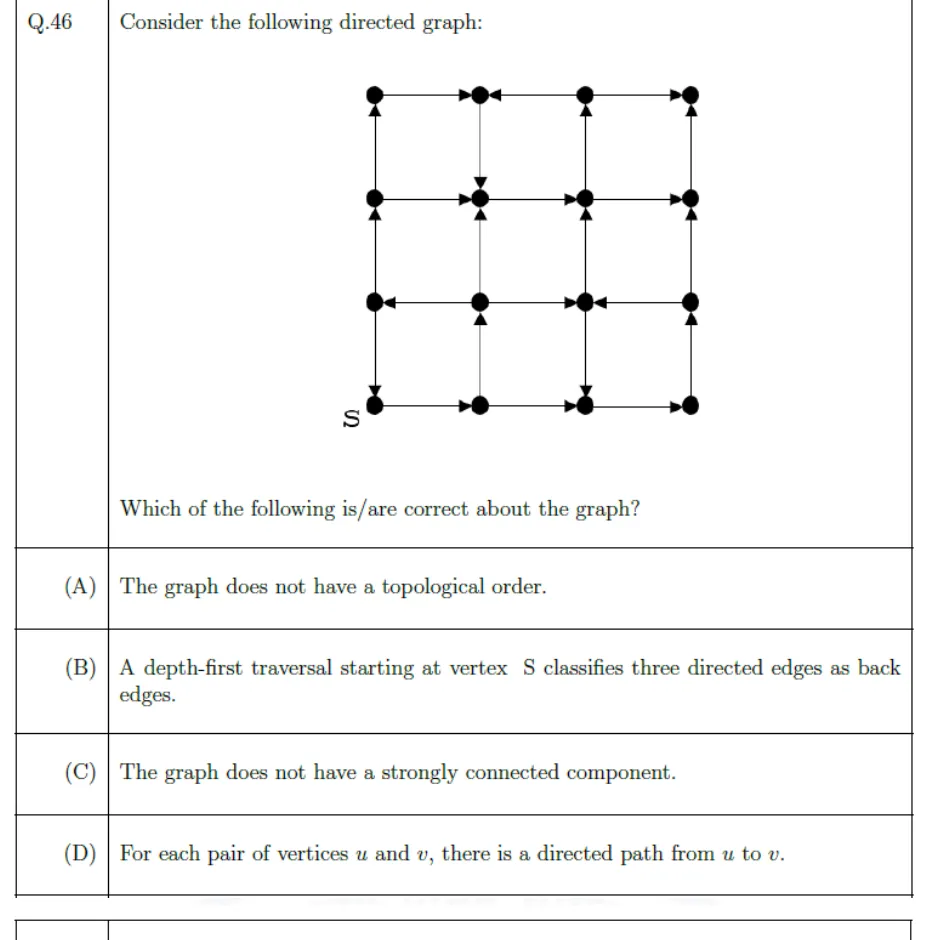 Q.46 Consider the following directed graph:
S
Which of the following is/are correct about the graph?
(A) The graph does not have a topological order.
(B) A depth-first traversal starting at vertex S classifies three directed edges as back
edges.
(C) The graph does not have a strongly connected component.
(D) For each pair of vertices u and v, there is a directed path from u to v.